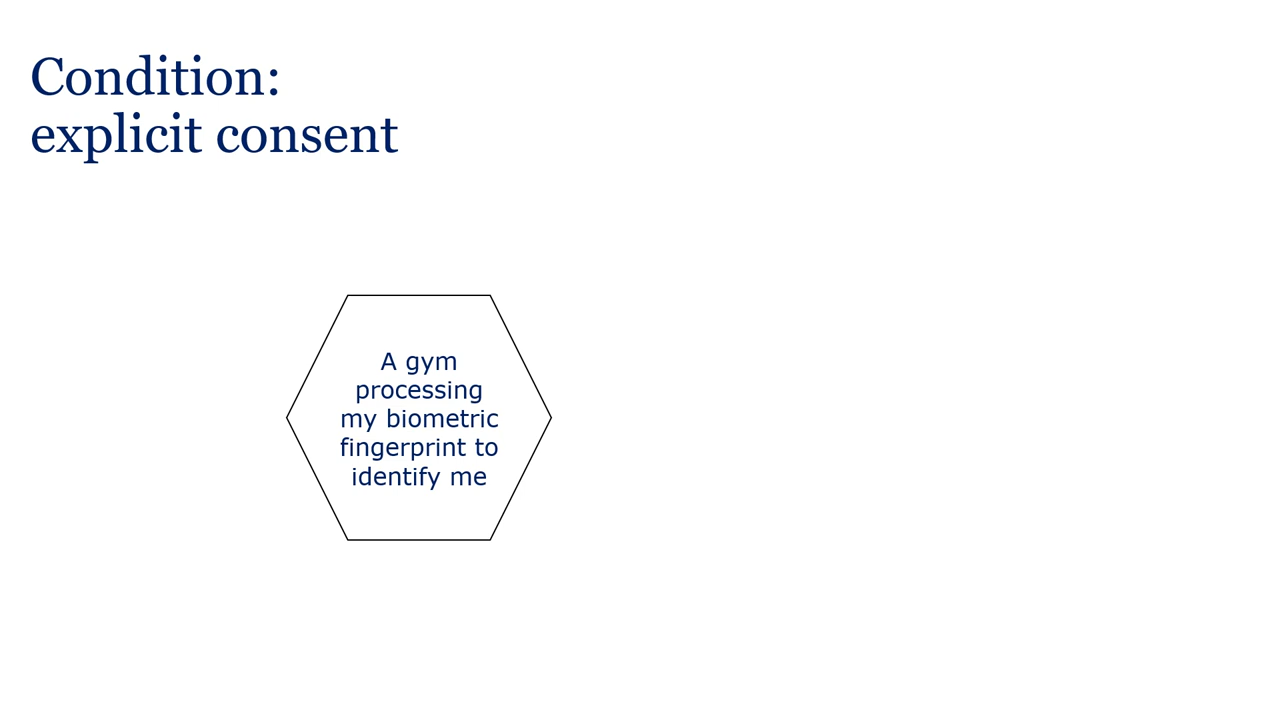 Condition:
explicit consent
A gym
processing
my biometric
fingerprint to
identify me